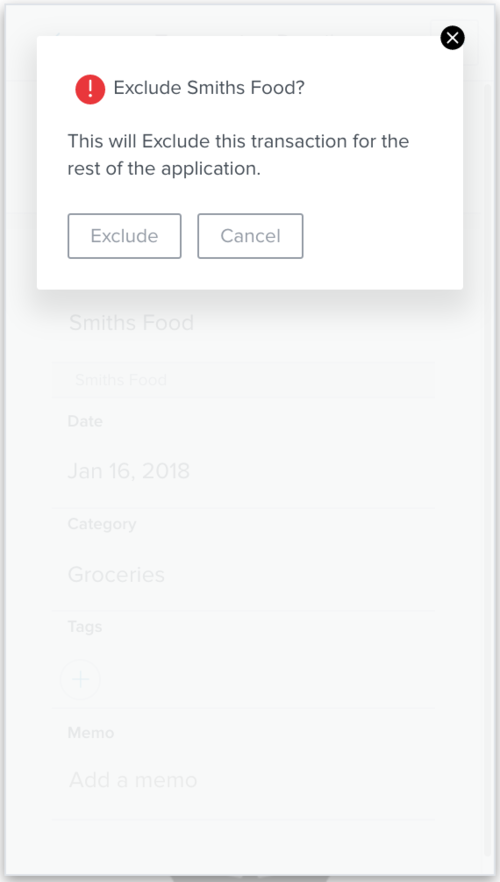 Exclude Smiths Food?
This will Exclude this transaction for the
rest of the application.
Exclude
Cancel
Smiths Food
Smiths Food
Date
Jan 16, 2018
Category
Groceries
Tags
Memo
Add a memo